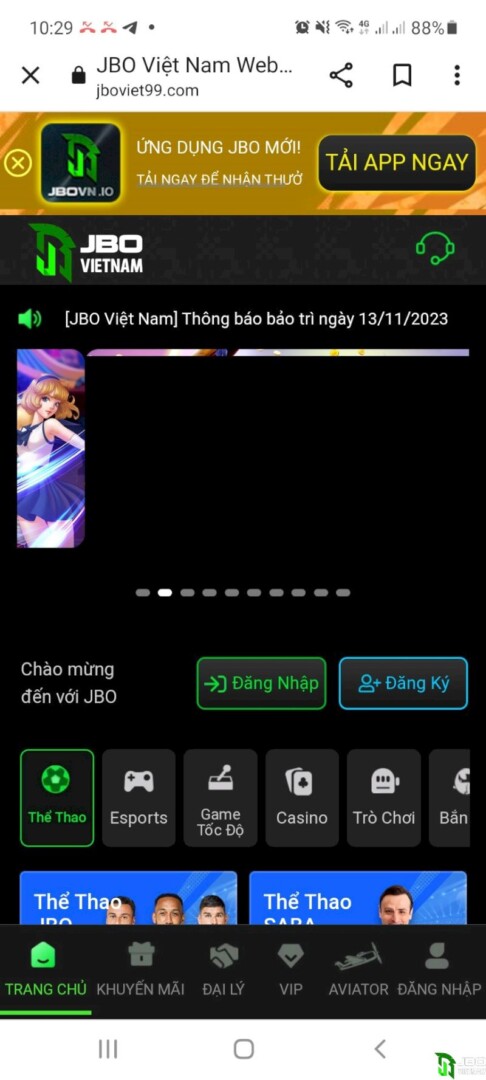 10:29
4G
88%
JBO Việt Nam Web...
jboviet99.com
ỨNG DỤNG JBO MỚI!
TẢI NGAY ĐỂ NHẬN THƯỞ
TẢI APP NGAY
JBOVN.IO
JBO
VIETNAM
[JBO Việt Nam] Thông báo bảo trì ngày 13/11/2023
Chào mừng
đến với JBO
Đăng Nhập
Đăng Ký
Thể Thao
Esports
Game
Tốc Độ
Casino
Trò Chơi
Bắn
Thể Thao
JBO
Thể Thao
SABA
TRANG CHỦ
KHUYẾN MÃI
ĐẠI LÝ
VIP
AVIATOR
ĐĂNG NHẬP